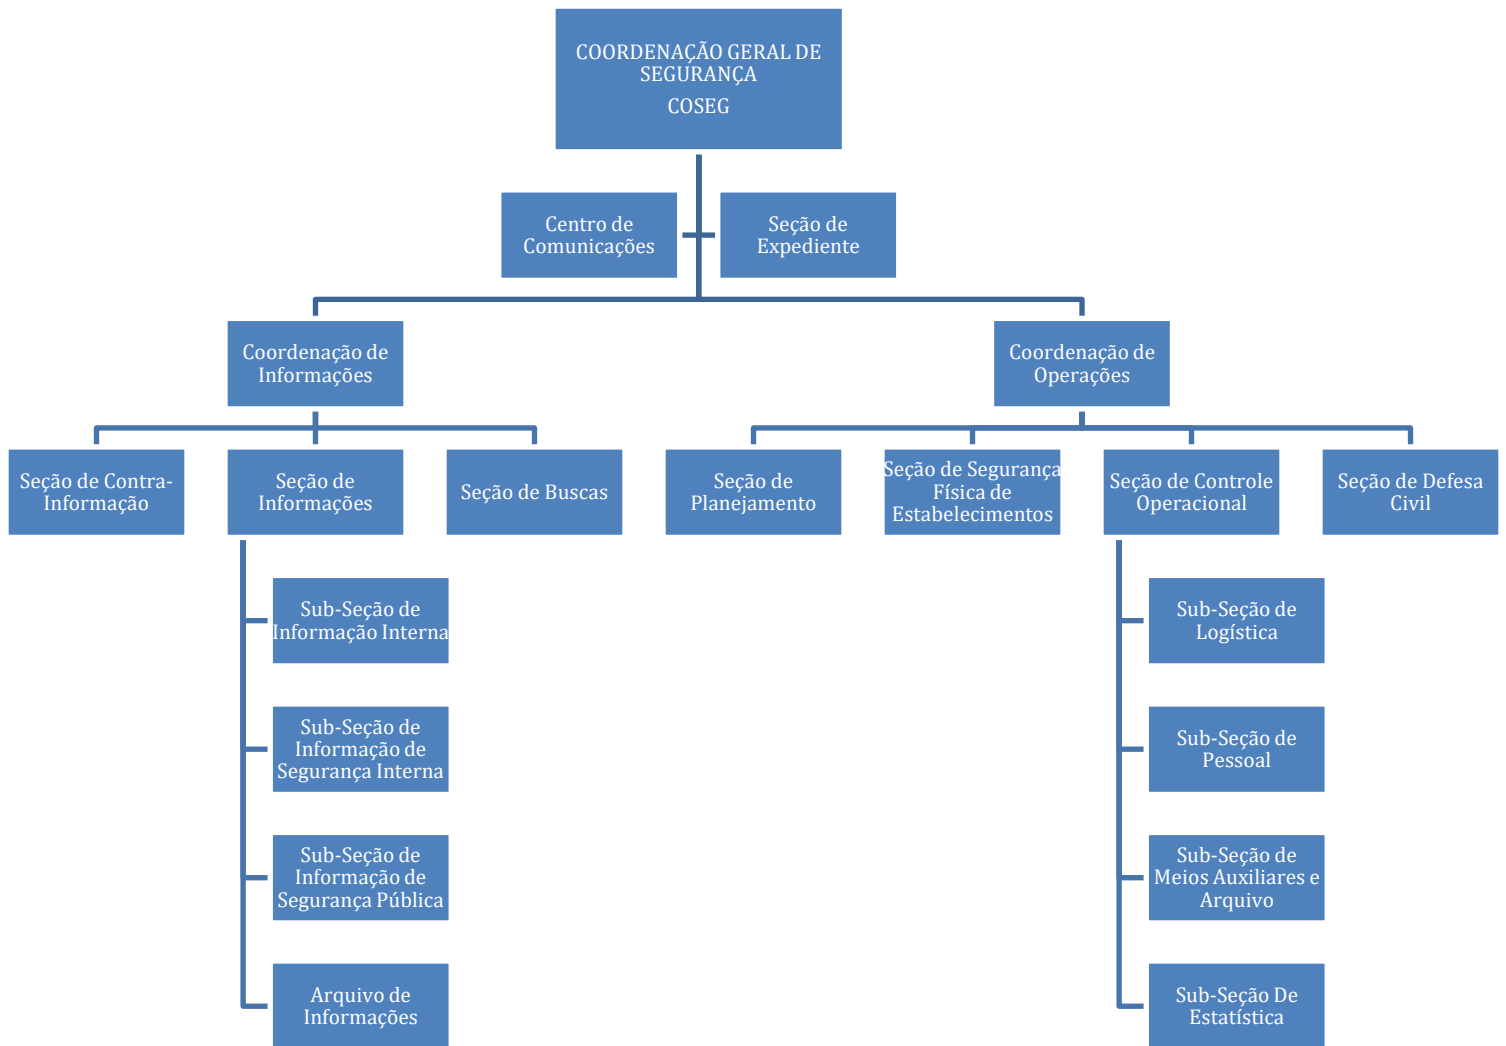 COORDENAÇÃO GERAL DE
SEGURANÇA
COSEG
Centro de
Comunicações
Seção de
Expediente
Coordenação de
Informações
Coordenação de
Operações
Seção de Contra-
Informação
Seção de
Informações
Seção de Buscas
Seção de
Planejamento
Seção de Segurança
Física de
Estabelecimentos
Seção de Controle
Operacional
Seção de Defesa
Civil
Sub-Seção de
Informação Interna
Sub-Seção de
Informação de
Segurança Interna
Sub-Seção de
Informação de
Segurança Pública
Arquivo de
Informações
Sub-Seção de
Logística
Sub-Seção de
Pessoal
Sub-Seção de
Meios Auxiliares e
Arquivo
Sub-Seção De
Estatística